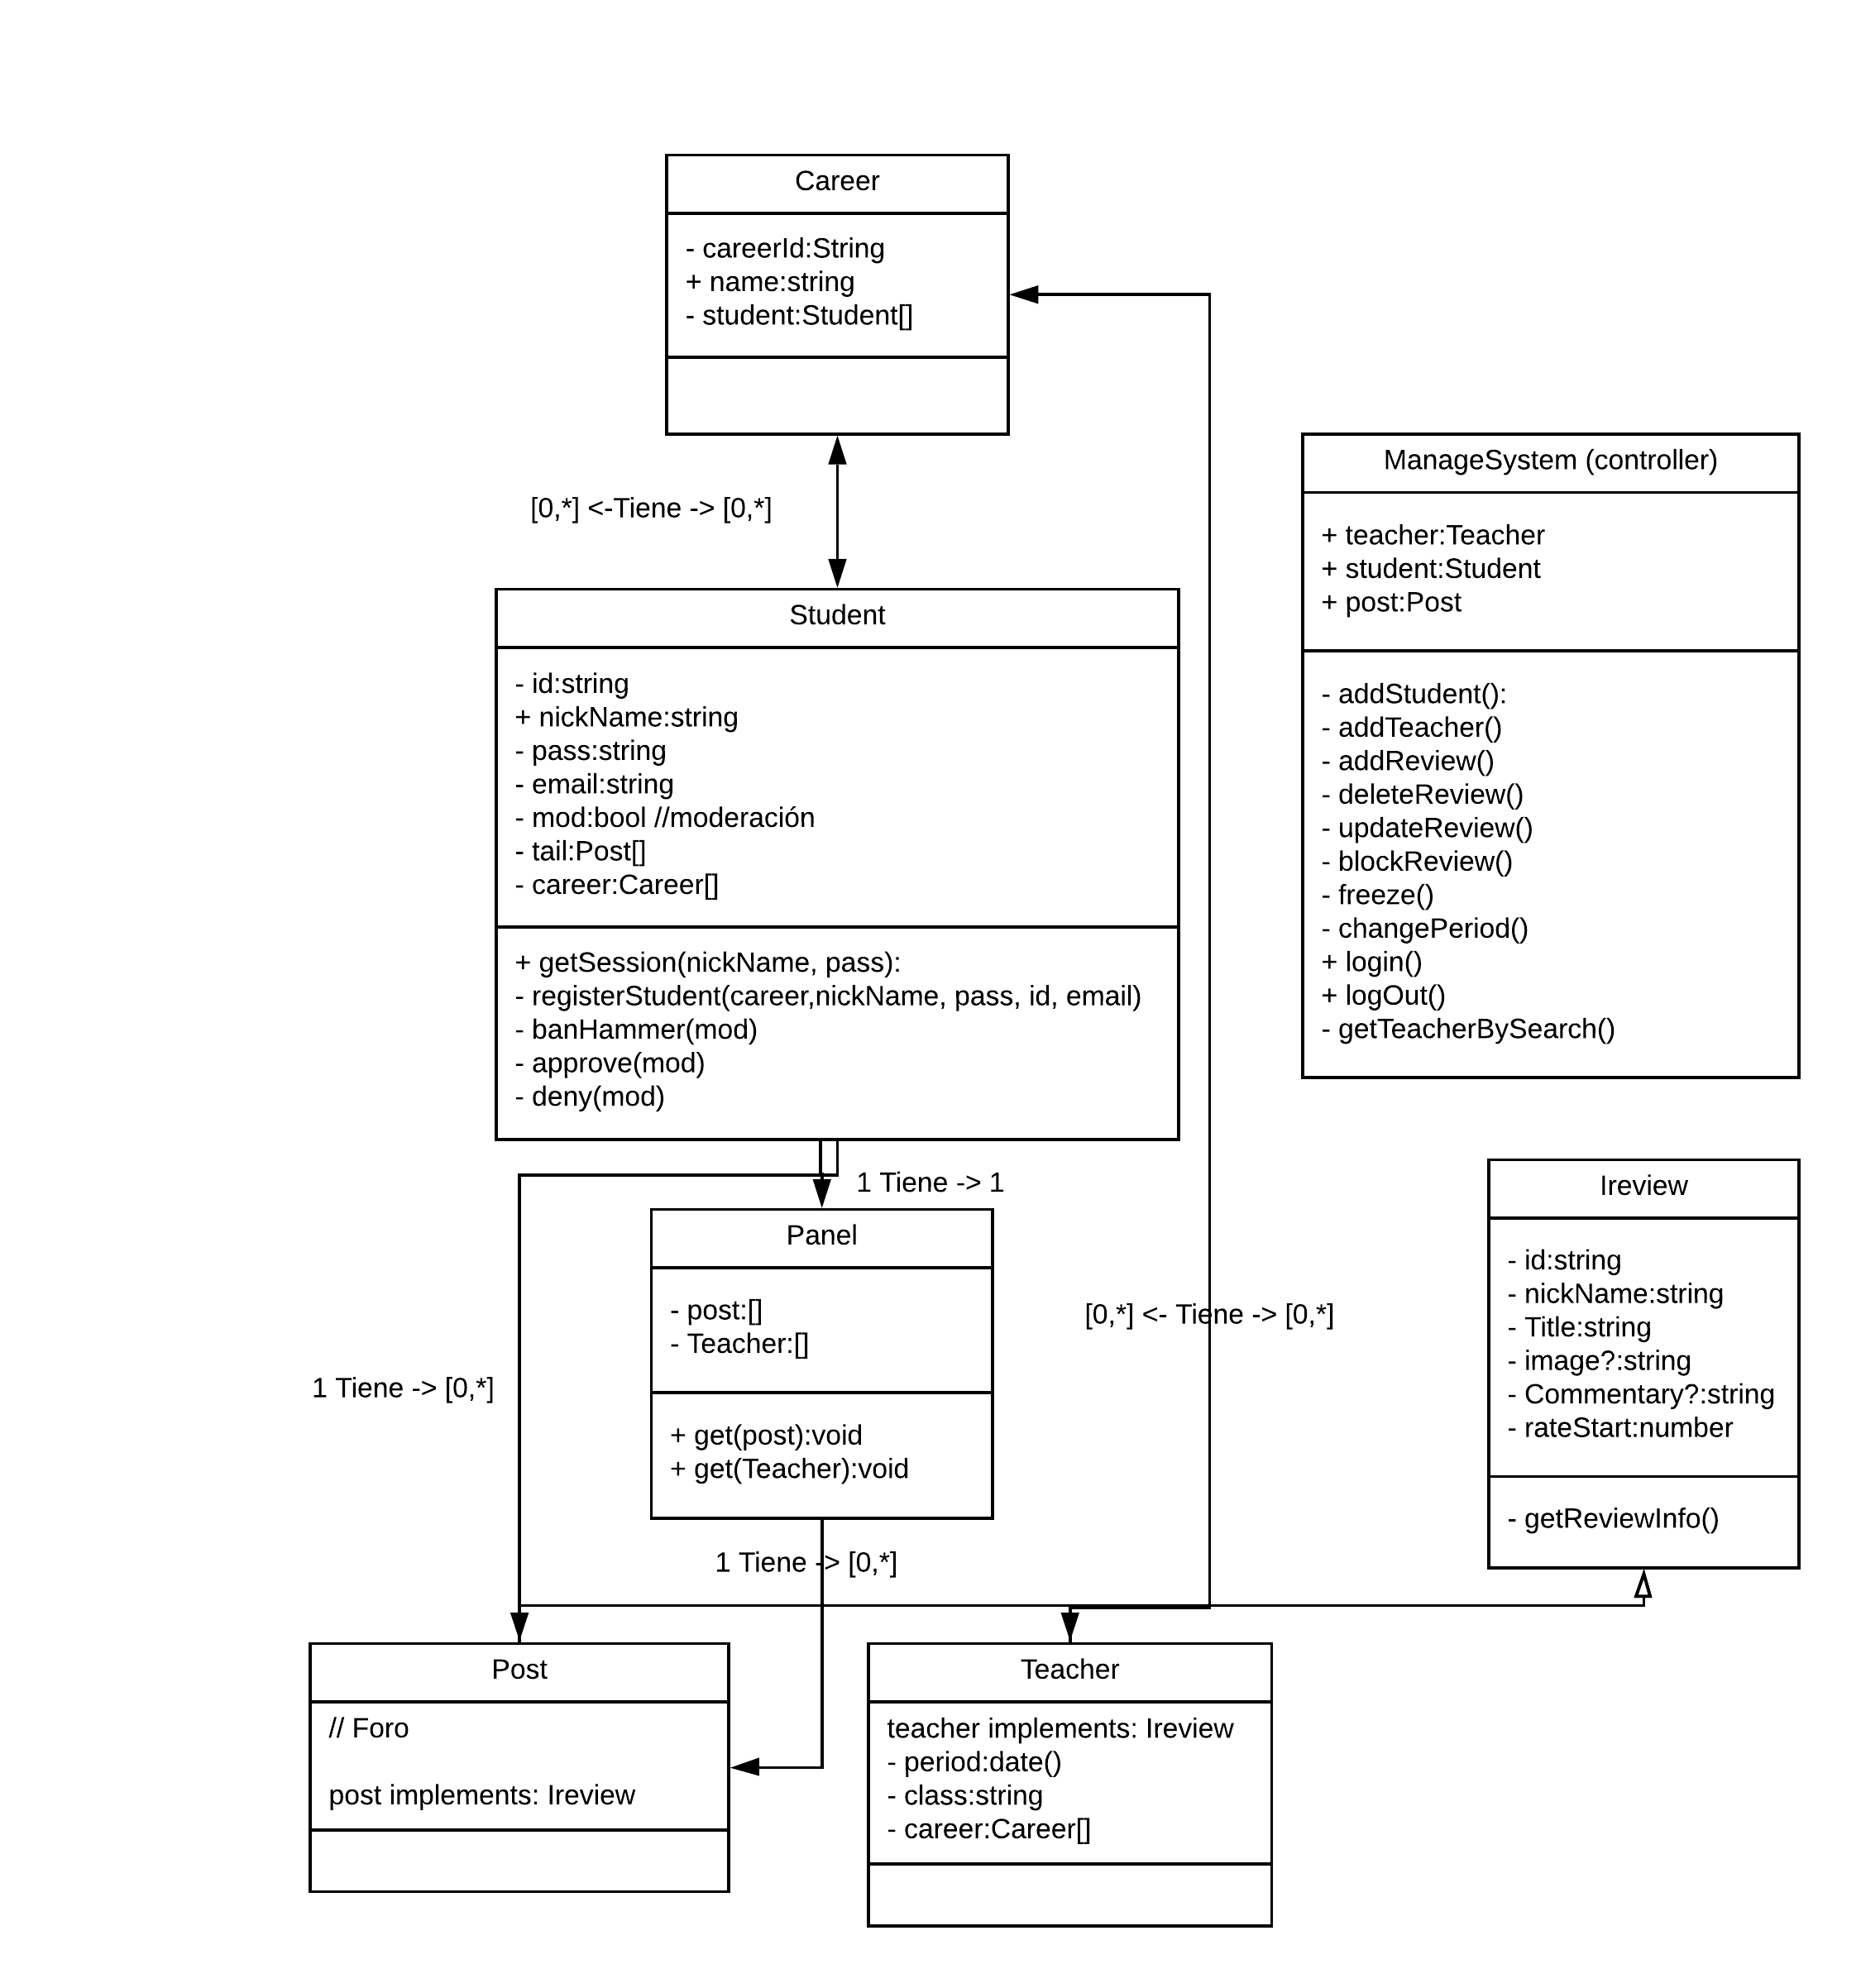 Career
- careerId:String
+ name:string
- student:Student[]
[0,*] <-Tiene -> [0,*]
ManageSystem (controller)
+ teacher:Teacher
+ student:Student
+ post:Post
- addStudent():
- addTeacher()
- addReview()
- deleteReview()
- updateReview()
- blockReview()
- freeze()
- changePeriod()
+ login()
+ logOut()
- getTeacherBySearch()
Student
- id:string
+ nickName:string
- pass:string
- email:string
- mod:bool //moderación
- tail:Post[]
- career:Career[]
+ getSession(nickName, pass):
- registerStudent(career,nickName, pass, id, email)
- banHammer(mod)
- approve(mod)
- deny(mod)
1 Tiene -> 1
Panel
- post:[]
- Teacher:[]
+ get(post):void
+ get(Teacher):void
[0,*] <- Tiene -> [0,*]
Ireview
- id:string
- nickName:string
- Title:string
- image?:string
- Commentary?:string
- rateStart:number
- getReviewInfo()
1 Tiene -> [0,*]
1 Tiene -> [0,*]
Post
// Foro
post implements: Ireview
Teacher
teacher implements: Ireview
- period:date()
- class:string
- career:Career[]